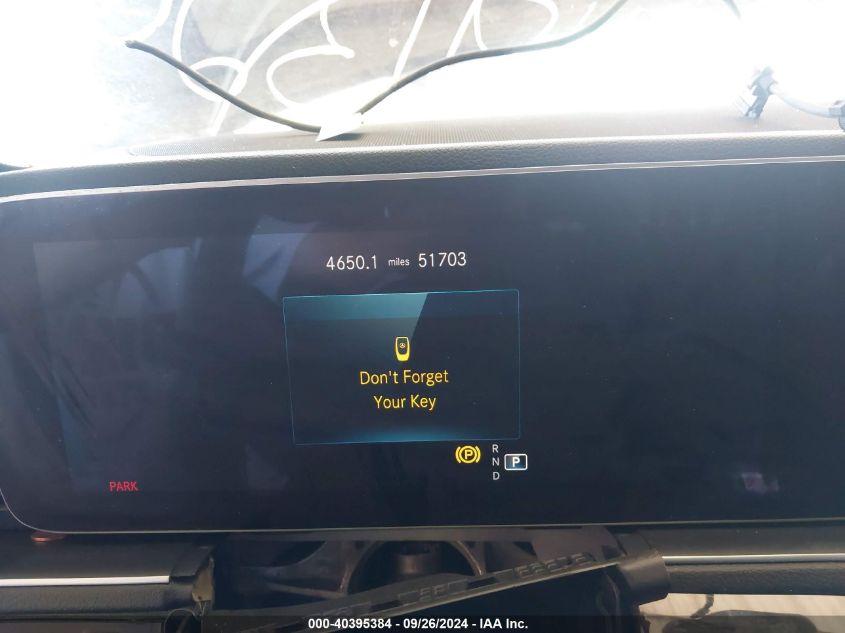 4650.1 miles 51703
Don't Forget
Your Key
R
N P
D
PARK
000-40395384 - 09/26/2024 - IAA Inc.